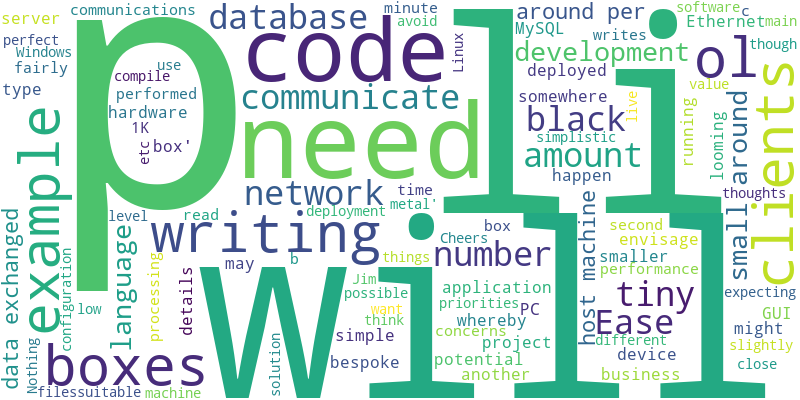 server
communications
database
minute
avoid
around per
software
c
perfect
Windows
fairly
use
compile
code
Linux
MySQL
writes
Ethernet
main
though
type
performed
hardware
1K
box'
etc
communicate
development
deployed
ol
somewhere
live
black
value
running
looming
clients
example
p
need
li
amount
happen
small around
thoughts
network
time
metal'
deployment
level
read
writing
language
data exchanged
configuration
processing
details
low
Nothing
may
b
things
Cheers
box
number
host machine
second
envisage
smaller
performance
expecting
will
Jim
possible
want
think
application
priorities
whereby
PC
tiny
Ease
GUI
might
slightly
boxes
simple
bespoke
solution
concerns
potential
another
project
different
device
business
close
filessuitable
machine